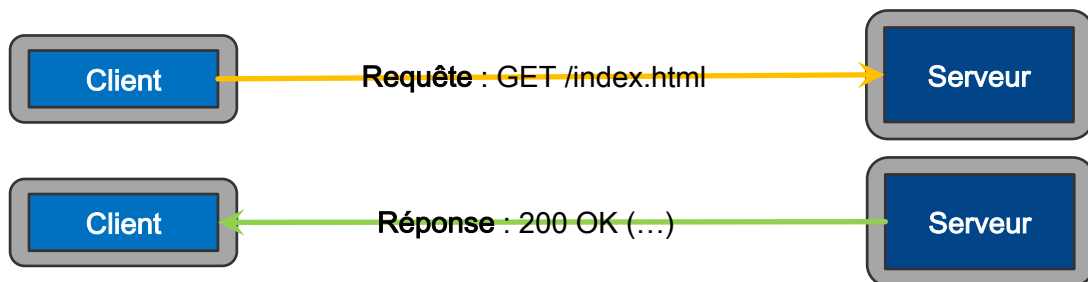 Client
Requête : GET /index.html
Serveur
Client
Réponse : 200 OK (…)
Serveur